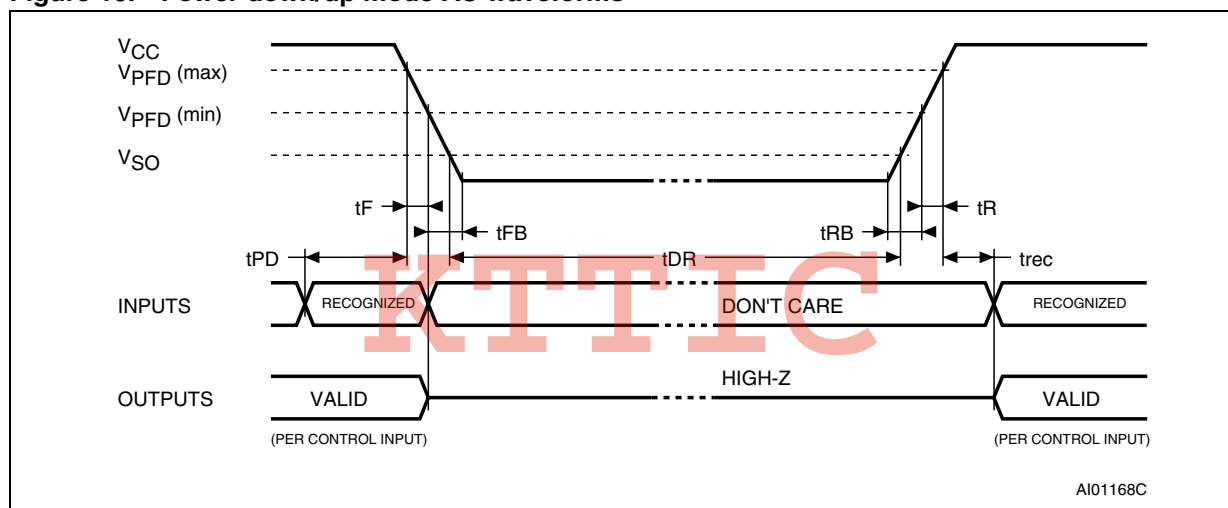 Figure 16. Power down/up mode AC waveforms
VCC
VPFD (max)
VPFD (min)
VSO
tF
tFB
tPD
tDR
tRB
tR
trec
INPUTS
RECOGNIZED
DON'T CARE
RECOGNIZED
KTTIC
HIGH-Z
OUTPUTS
VALID
VALID
(PER CONTROL INPUT)
(PER CONTROL INPUT)
AI01168C